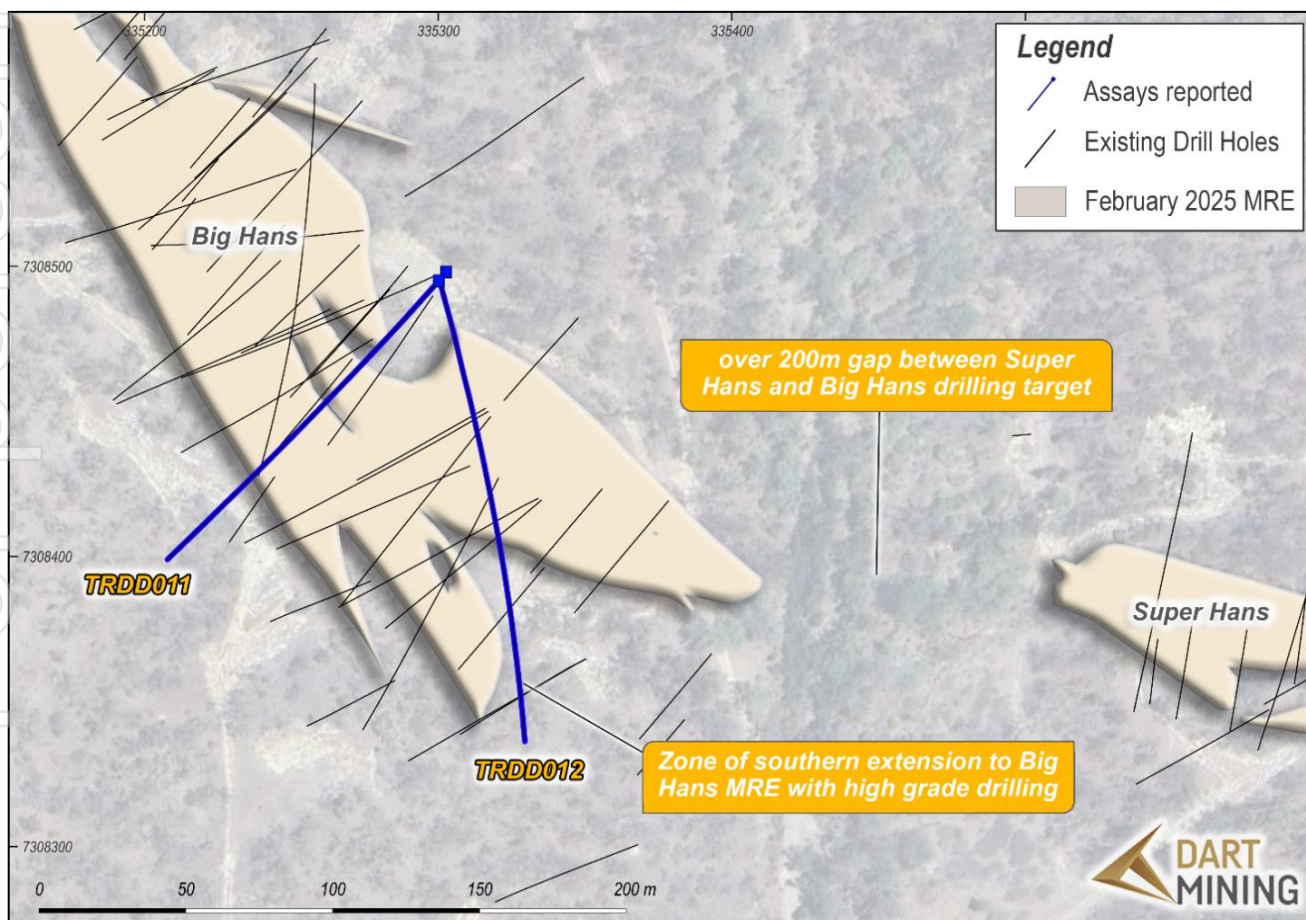 335200
335300
335400
Legend
Assays reported
Existing Drill Holes
February 2025 MRE
Big Hans
7308500
over 200m gap between Super
Hans and Big Hans drilling target
7308400
TRDD011
Super Hans
TRDD012
Zone of southern extension to Big
Hans MRE with high grade drilling
7308300
0 50 100 150 200 m
DART
MINING